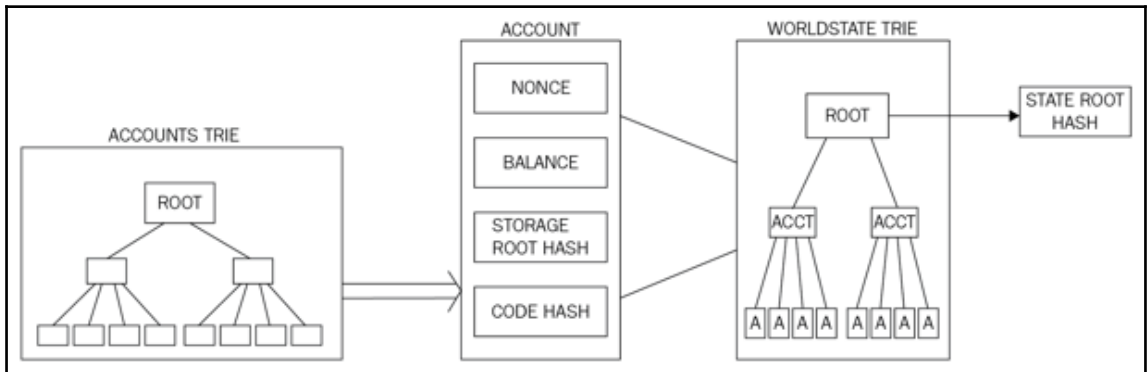 ACCOUNTS TRIE
ROOT
ACCOUNT
NONCE
BALANCE
STORAGE
ROOT HASH
CODE HASH
WORLDSTATE TRIE
ROOT
ACCT ACCT
A A A A A A A A
STATE ROOT
HASH